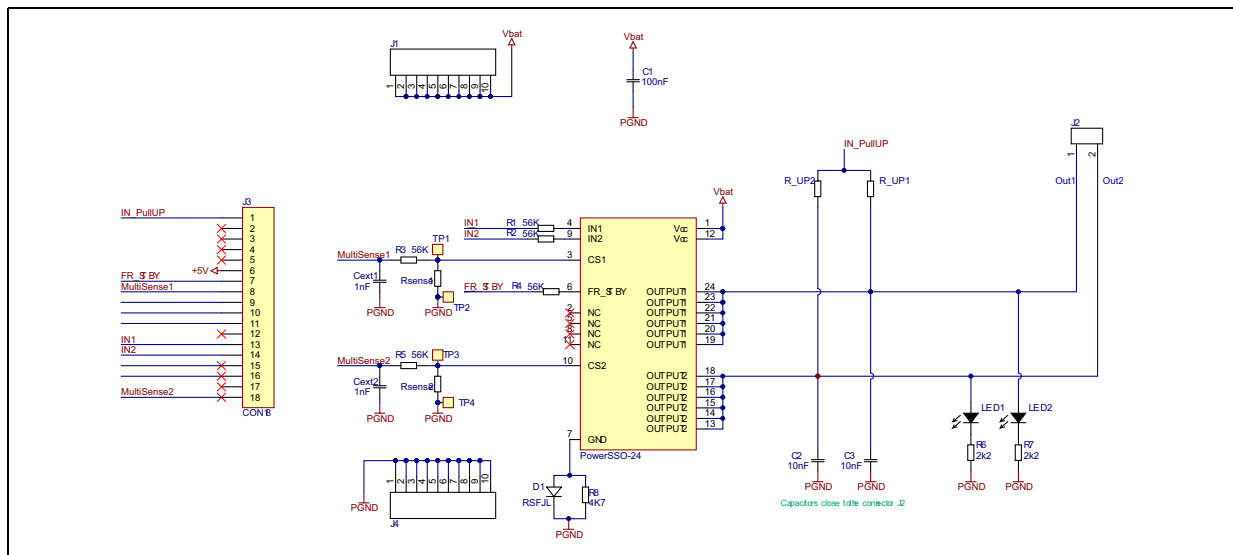 Vbat
J1
1 2 3 4 5 6 7 8 9 10
Vbat
C1
100nF
PGND
J2
1 2
Out1
Out2
IN_PullUP
R_UP2
R_UP1
J3
IN_PullUP
1
2
3
4
5
+5V
6
FR_STBY
7
MultiSense1
8
9
10
11
12
IN1
13
IN2
14
15
16
17
MultiSense2
18
CON18
IN1
R1 56K
4
IN1
IN2
R2 56K
9
IN2
Vbat
Vcc
1
Vcc
12
TP1
MultiSense1
R3 56K
3
CS1
Cext1
1nF
Rsense1
FR_STBY
R4 56K
6
FR_STBY
TP2
PGND
PGND
2
NC
5
NC
8
NC
11
NC
OUTPUT1
24
OUTPUT1
23
OUTPUT1
22
OUTPUT1
21
OUTPUT1
20
OUTPUT1
19
TP3
MultiSense2
R5 56K
10
CS2
Cext2
1nF
Rsense2
TP4
PGND
PGND
OUTPUT2
18
OUTPUT2
17
OUTPUT2
16
OUTPUT2
15
OUTPUT2
14
OUTPUT2
13
7
GND
PowerSSO-24
LED1
LED2
R6
2k2
R7
2k2
C2
10nF
C3
10nF
PGND
PGND
PGND
PGND
Capacitors close to the connector J2
1 2 3 4 5 6 7 8 9 10
PGND
J4
D1
RSFJL
R8
4K7
PGND